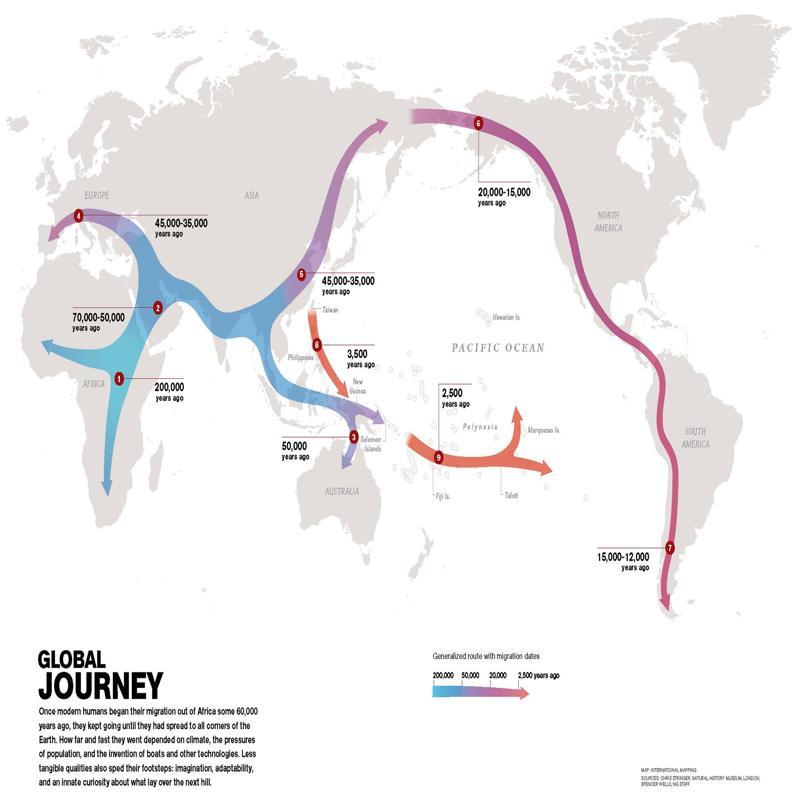 6
20,000-15,000
years ago
EUROPE
ASIA
4
45,000-35,000
years ago
NORTH
AMERICA
5
45,000-35,000
years ago
2
70,000-50,000
years ago
Taiwan
Hawaiian Is.
8
3,500
years ago
Philippines
PACIFIC OCEAN
1
AFRICA
200,000
years ago
New
Guinea
2,500
years ago
3
50,000
years ago
Solomon
Islands
Polynesia
Marquesas Is.
SOUTH
AMERICA
9
Fiji Is.
Tahiti
AUSTRALIA
7
15,000-12,000
years ago
GLOBAL
JOURNEY
Once modern humans began their migration out of Africa some 60,000
years ago, they kept going until they had spread to all corners of the
Earth. How far and fast they went depended on climate, the pressures
of population, and the invention of boats and other technologies. Less
tangible qualities also sped their footsteps: imagination, adaptability,
and an innate curiosity about what lay over the next hill.
Generalized route with migration dates
200,000 50,000 20,000 2,500 years ago
MAP: INTERNATIONAL MAPPING
SOURCES: CHRIS STRINGER, NATURAL HISTORY MUSEUM, LONDON;
SPENCER WELLS, NG STAFF